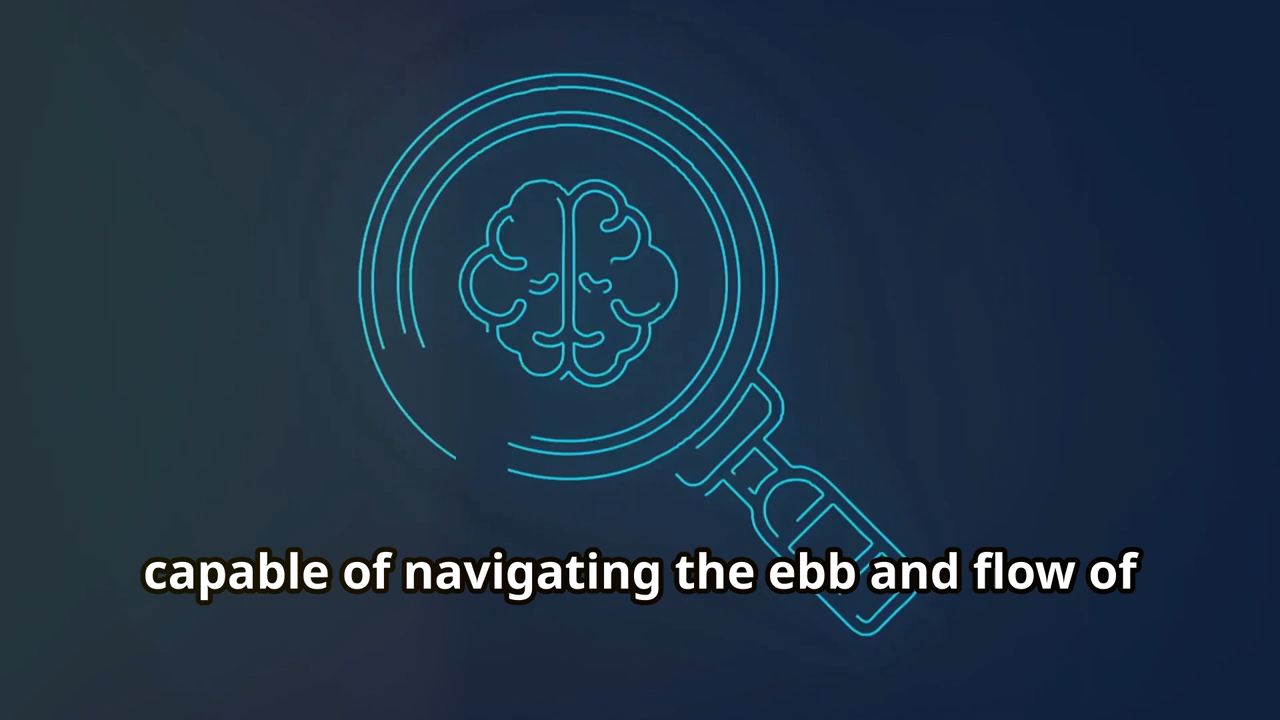 capable of navigating the ebb and flow of